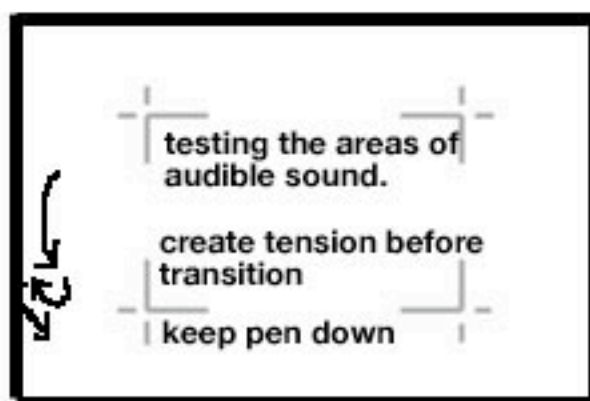 testing the areas of
audible sound.
create tension before
transition
keep pen down